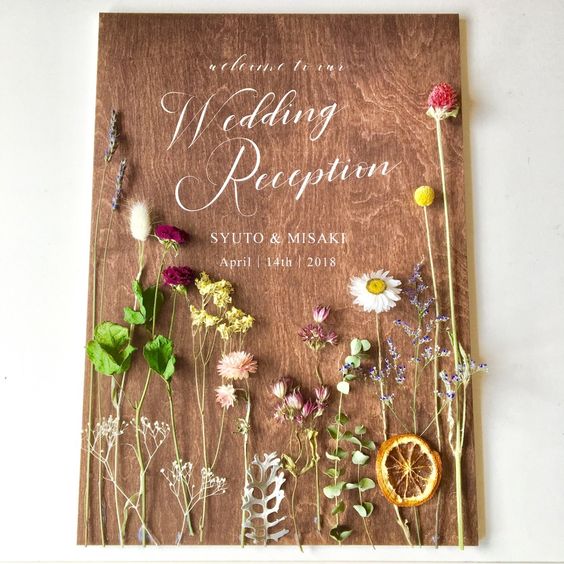 welcome to our
Wedding
Reception
SYUTO & MISAKI
April | 14th | 2018